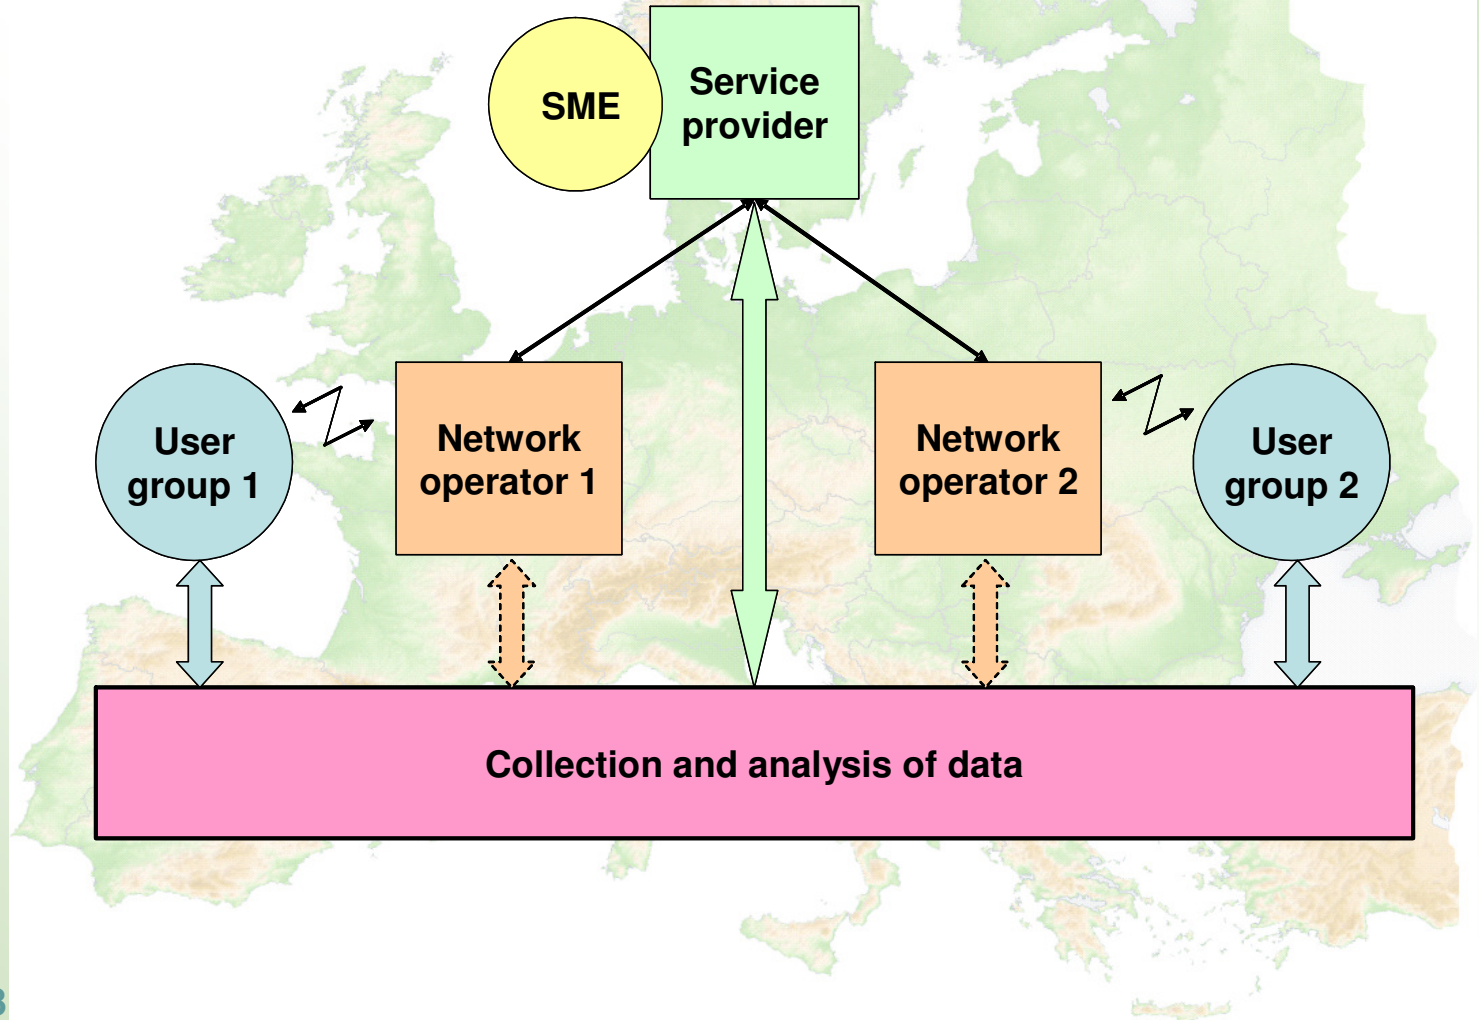 SME
Service
provider
User
group 1
Network
operator 1
Network
operator 2
User
group 2
Collection and analysis of data